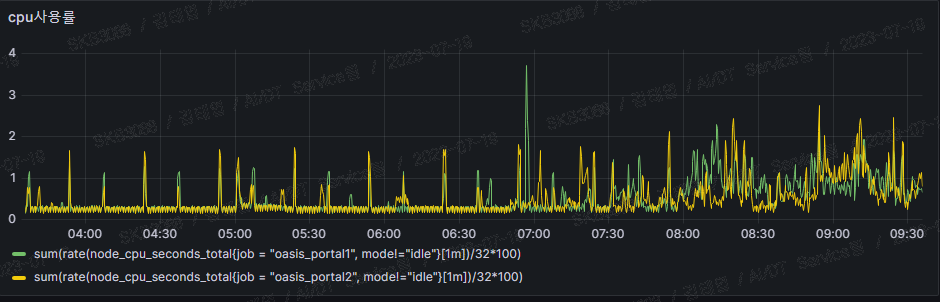 cpu사용률
4
3
2
1
0
04:00 04:30 05:00 05:30 06:00 06:30 07:00 07:30 08:00 08:30 09:00 09:30
sum(rate(node_cpu_seconds_total{job = "oasis_portal1", mode!="idle"}[1m])/32*100)
sum(rate(node_cpu_seconds_total{job = "oasis_portal2", mode!="idle"}[1m])/32*100)